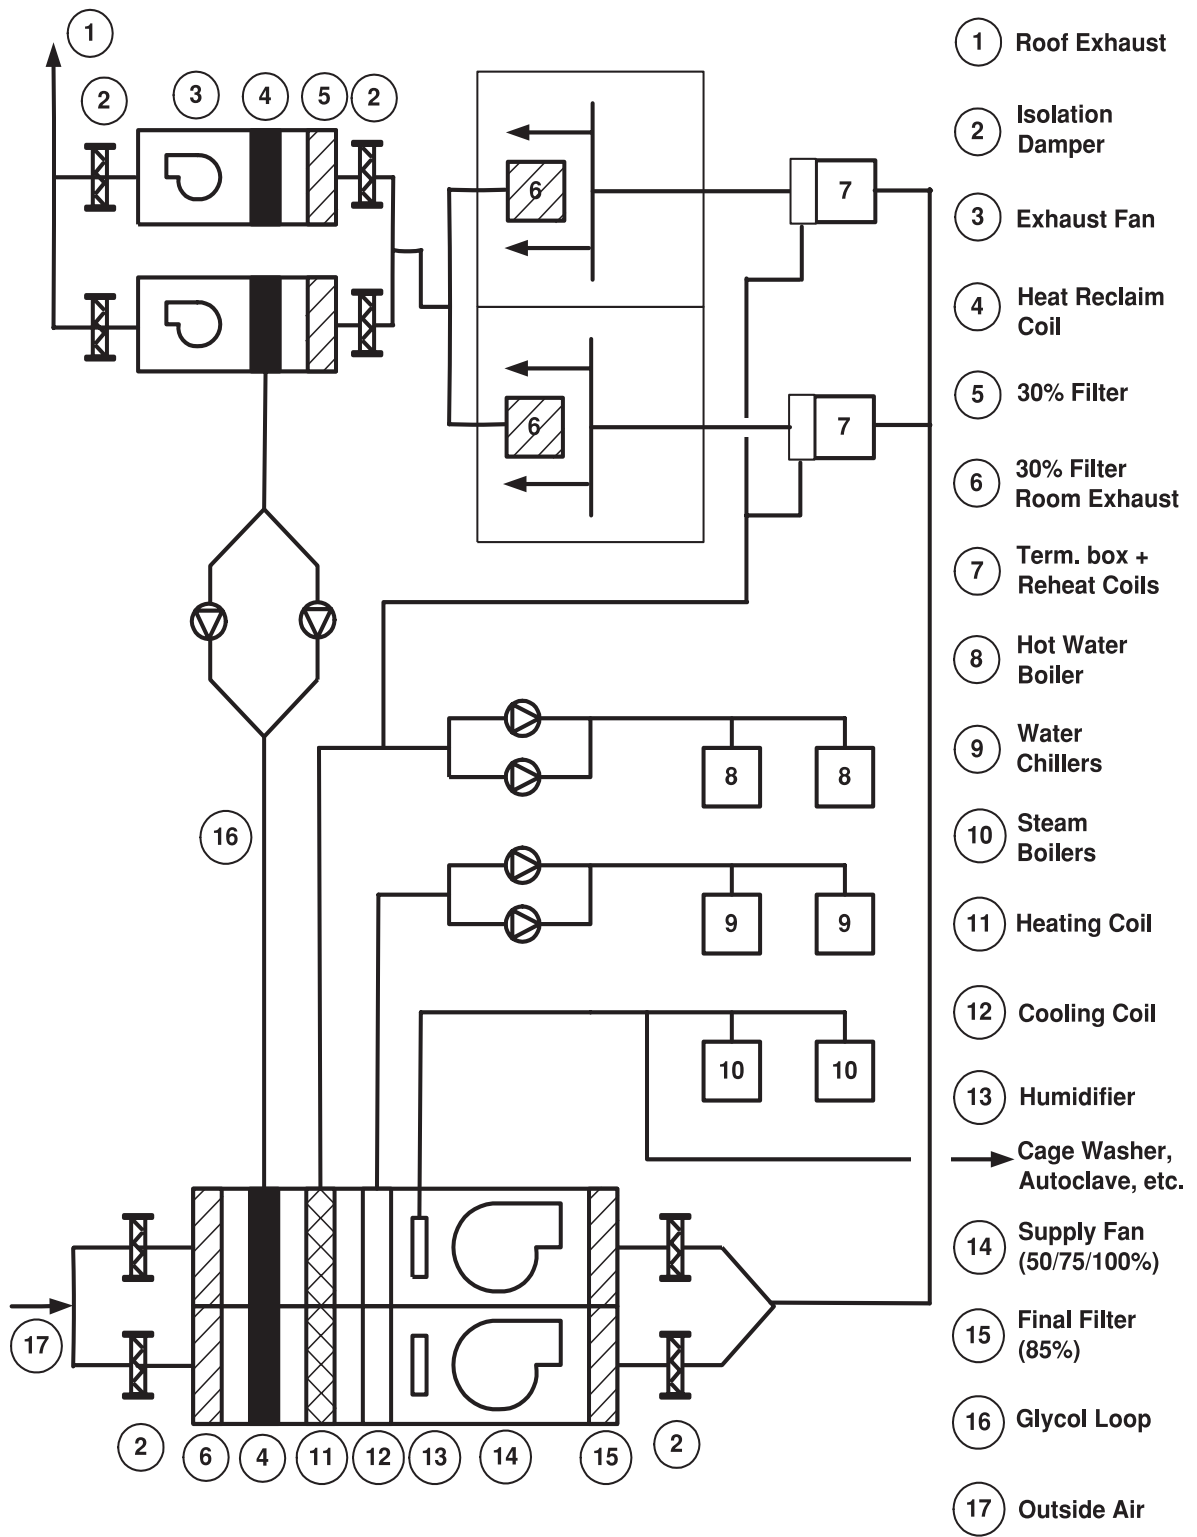 1
2
3
4
5
2
6
7
6
7
16
8
8
9
9
10
10
17
2
6
4
11
12
13
14
15
2
1 Roof Exhaust
2 Isolation
Damper
3 Exhaust Fan
4 Heat Reclaim
Coil
5 30% Filter
6 30% Filter
Room Exhaust
7 Term. box +
Reheat Coils
8 Hot Water
Boiler
9 Water
Chillers
10 Steam
Boilers
11 Heating Coil
12 Cooling Coil
13 Humidifier
Cage Washer,
Autoclave, etc.
14 Supply Fan
(50/75/100%)
15 Final Filter
(85%)
16 Glycol Loop
17 Outside Air